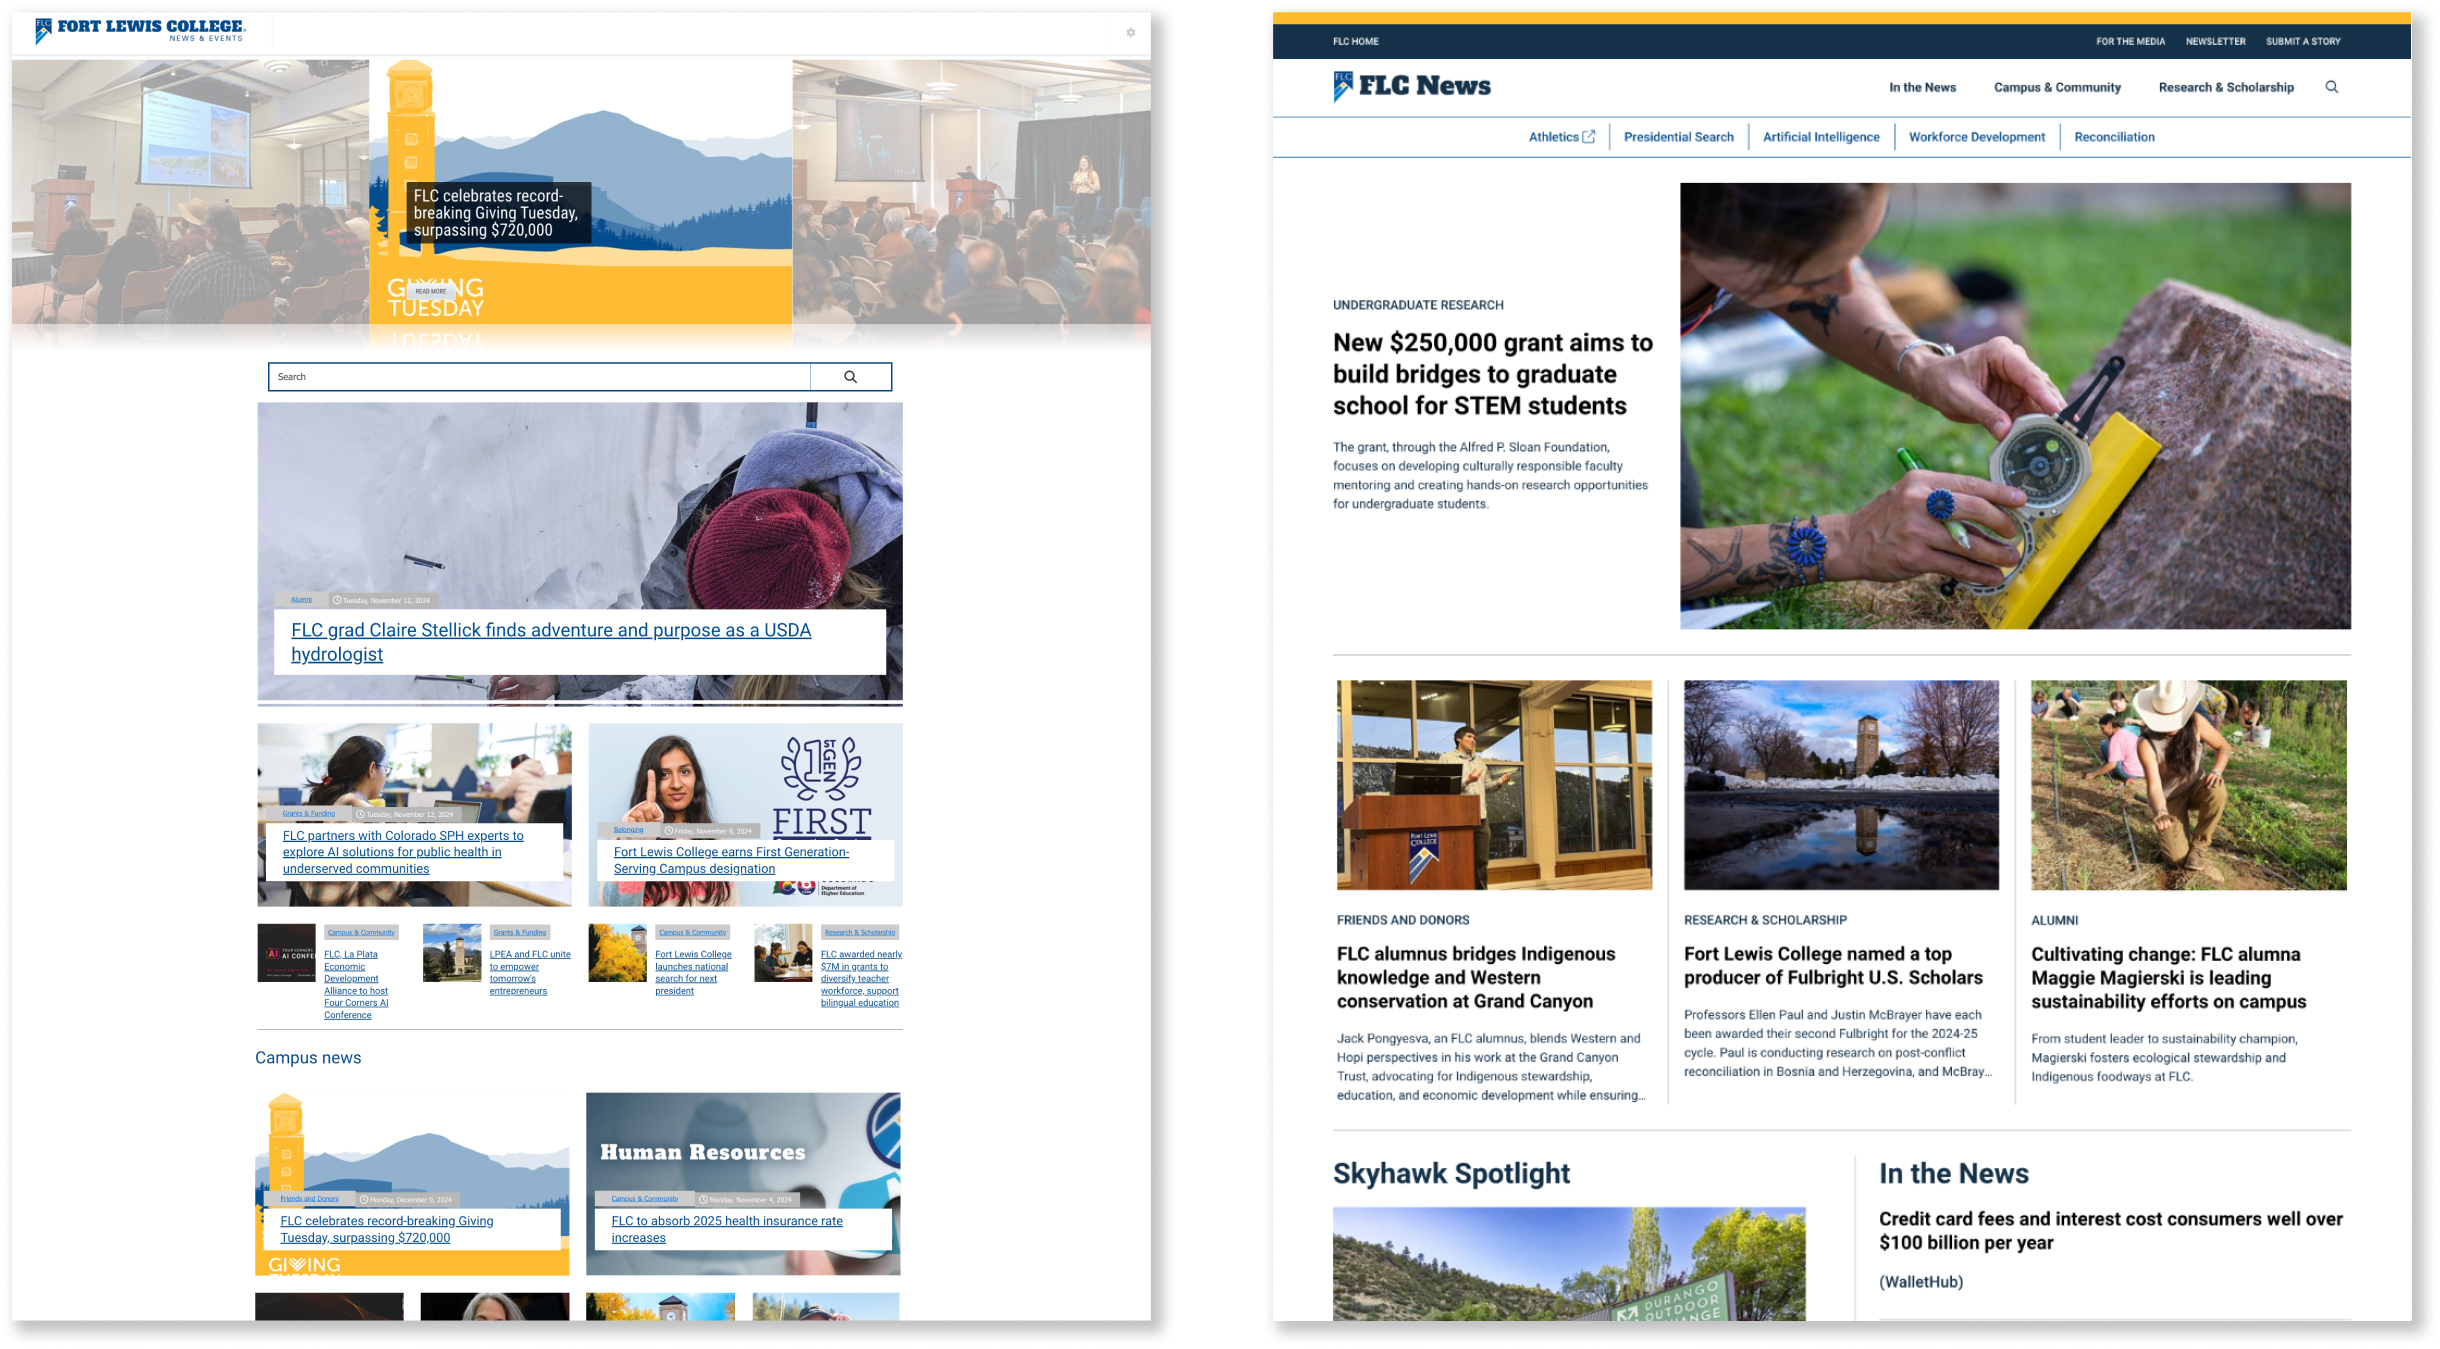 FLC
FORT LEWIS COLLEGE
NEWS & EVENTS
FLC celebrates record-
breaking Giving Tuesday,
surpassing $720,000
READ MORE
TUESDAY
Search
Alumni
Tuesday, November 12, 2024
FLC grad Claire Stellick finds adventure and purpose as a USDA
hydrologist
Grants & Funding
Tuesday, November 12, 2024
FLC partners with Colorado SPH experts to
explore AI solutions for public health in
underserved communities
1ST GEN
FIRST
Belonging
Friday, November 8, 2024
Fort Lewis College earns First Generation-
Serving Campus designation
Department of
Higher Education
AI
FOUR CORNERS
AI CONFE
Campus & Community
FLC, La Plata
Economic
Development
Alliance to host
Four Corners AI
Conference
Grants & Funding
LPEA and FLC unite
to empower
tomorrow's
entrepreneurs
Campus & Community
Fort Lewis College
launches national
search for next
president
Research & Scholarship
FLC awarded nearly
$7M in grants to
diversify teacher
workforce, support
bilingual education
Campus news
Friends and Donors
Monday, December 9, 2024
FLC celebrates record-breaking Giving
Tuesday, surpassing $720,000
GIVING
Human Resources
Campus & Community
Monday, November 4, 2024
FLC to absorb 2025 health insurance rate
increases
FLC HOME
FOR THE MEDIA
NEWSLETTER
SUBMIT A STORY
FLC
FLC News
In the News
Campus & Community
Research & Scholarship
Athletics
Presidential Search
Artificial Intelligence
Workforce Development
Reconciliation
UNDERGRADUATE RESEARCH
New $250,000 grant aims to
build bridges to graduate
school for STEM students
The grant, through the Alfred P. Sloan Foundation,
focuses on developing culturally responsible faculty
mentoring and creating hands-on research opportunities
for undergraduate students.
FORT LEWIS
COLLEGE
FRIENDS AND DONORS
FLC alumnus bridges Indigenous
knowledge and Western
conservation at Grand Canyon
Jack Pongyesva, an FLC alumnus, blends Western and
Hopi perspectives in his work at the Grand Canyon
Trust, advocating for Indigenous stewardship,
education, and economic development while ensuring...
RESEARCH & SCHOLARSHIP
Fort Lewis College named a top
producer of Fulbright U.S. Scholars
Professors Ellen Paul and Justin McBrayer have each
been awarded their second Fulbright for the 2024-25
cycle. Paul is conducting research on post-conflict
reconciliation in Bosnia and Herzegovina, and McBray...
ALUMNI
Cultivating change: FLC alumna
Maggie Magierski is leading
sustainability efforts on campus
From student leader to sustainability champion,
Magierski fosters ecological stewardship and
Indigenous foodways at FLC.
Skyhawk Spotlight
DURANGO
OUTDOOR
In the News
Credit card fees and interest cost consumers well over
$100 billion per year
(WalletHub)